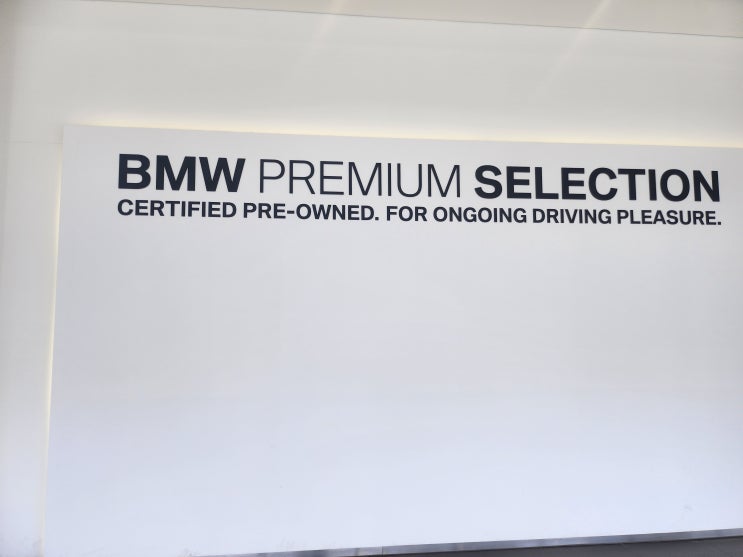 BMW PREMIUM SELECTION
CERTIFIED PRE-OWNED. FOR ONGOING DRIVING PLEASURE.